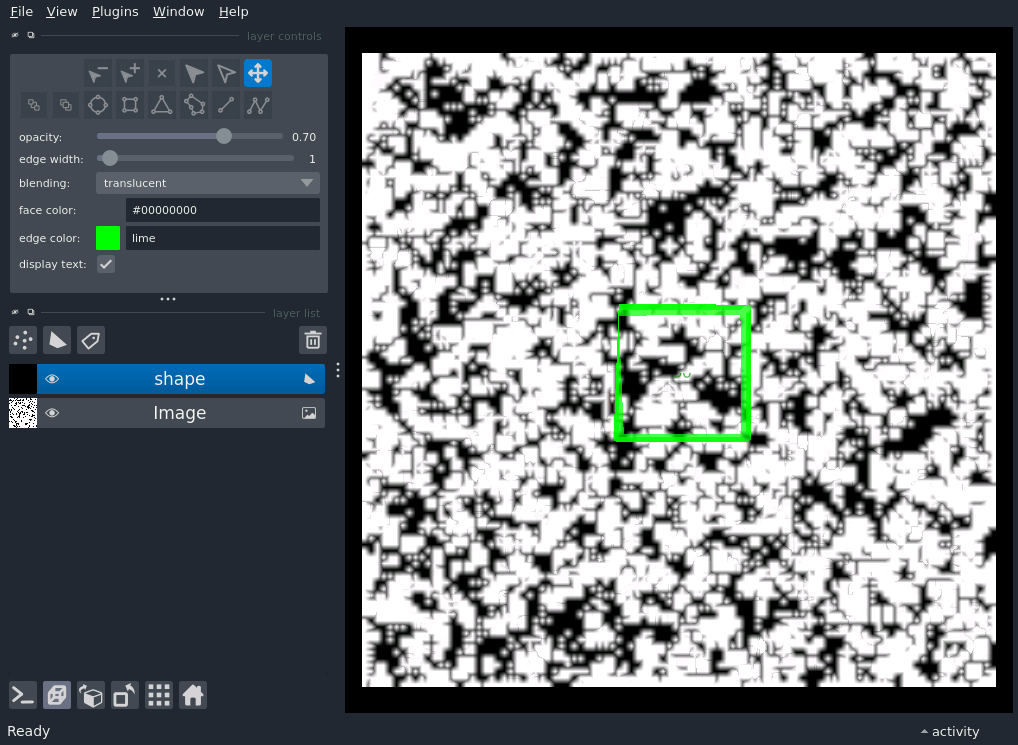 File View Plugins Window Help
layer controls
opacity: 0.70
edge width: 1
blending: translucent
face color: #00000000
edge color: lime
display text:
layer list
shape
Image
Ready
activity